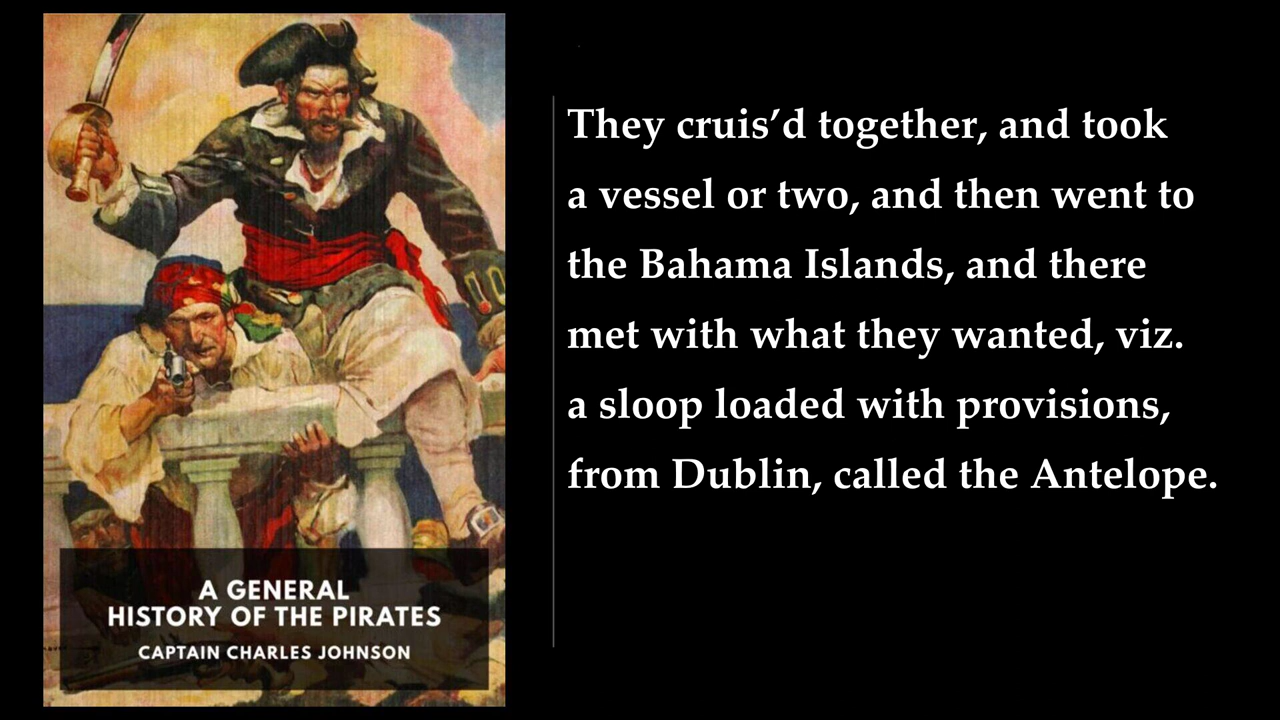 A GENERAL
HISTORY OF THE PIRATES
CAPTAIN CHARLES JOHNSON
They cruis’d together, and took
a vessel or two, and then went to
the Bahama Islands, and there
met with what they wanted, viz.
a sloop loaded with provisions,
from Dublin, called the Antelope.